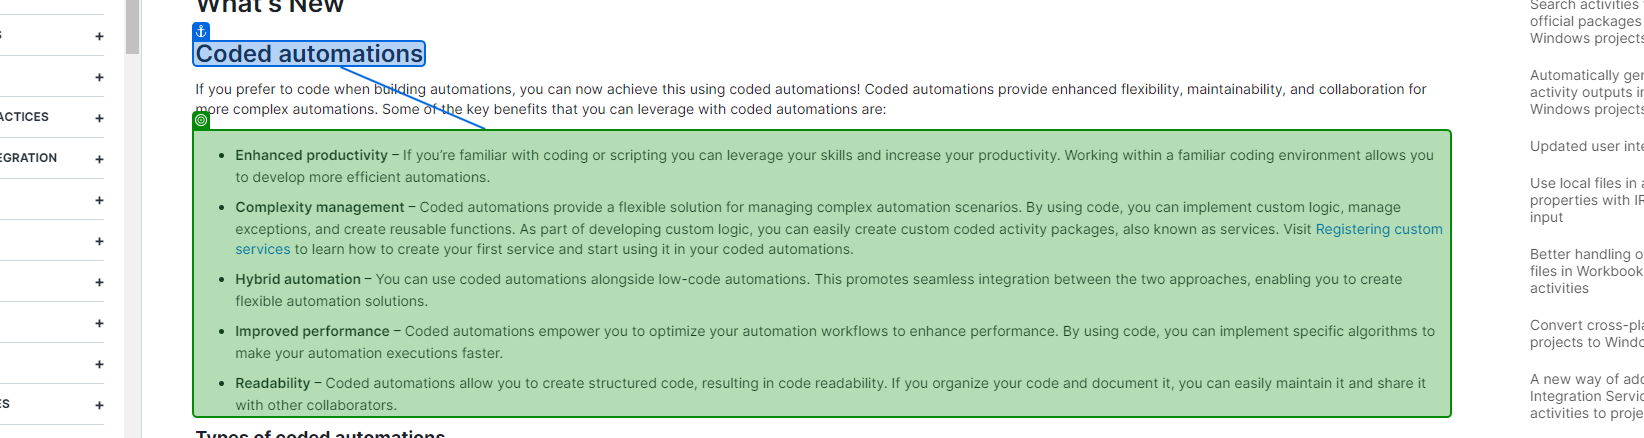 What's New
Coded automations
If you prefer to code when building automations, you can now achieve this using coded automations! Coded automations provide enhanced flexibility, maintainability, and collaboration for
more complex automations. Some of the key benefits that you can leverage with coded automations are:
Enhanced productivity – If you're familiar with coding or scripting you can leverage your skills and increase your productivity. Working within a familiar coding environment allows you
to develop more efficient automations.
Complexity management – Coded automations provide a flexible solution for managing complex automation scenarios. By using code, you can implement custom logic, manage
exceptions, and create reusable functions. As part of developing custom logic, you can easily create custom coded activity packages, also known as services. Visit Registering custom
services to learn how to create your first service and start using it in your coded automations.
Hybrid automation – You can use coded automations alongside low-code automations. This promotes seamless integration between the two approaches, enabling you to create
flexible automation solutions.
Improved performance – Coded automations empower you to optimize your automation workflows to enhance performance. By using code, you can implement specific algorithms to
make your automation executions faster.
Readability – Coded automations allow you to create structured code, resulting in code readability. If you organize your code and document it, you can easily maintain it and share it
with other collaborators.
Types of coded automations
S +
+
ACTICES +
EGRATION +
+
+
+
+
+
ES +
Search activities
official packages
Windows projects
Automatically
activity outputs
Windows projects
Updated user
Use local files in
properties with
input
Better handling
files in Workbook
activities
Convert
projects to
A new way of
Integration
activities to